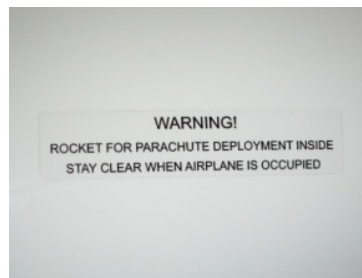 WARNING!
ROCKET FOR PARACHUTE DEPLOYMENT INSIDE
STAY CLEAR WHEN AIRPLANE IS OCCUPIED